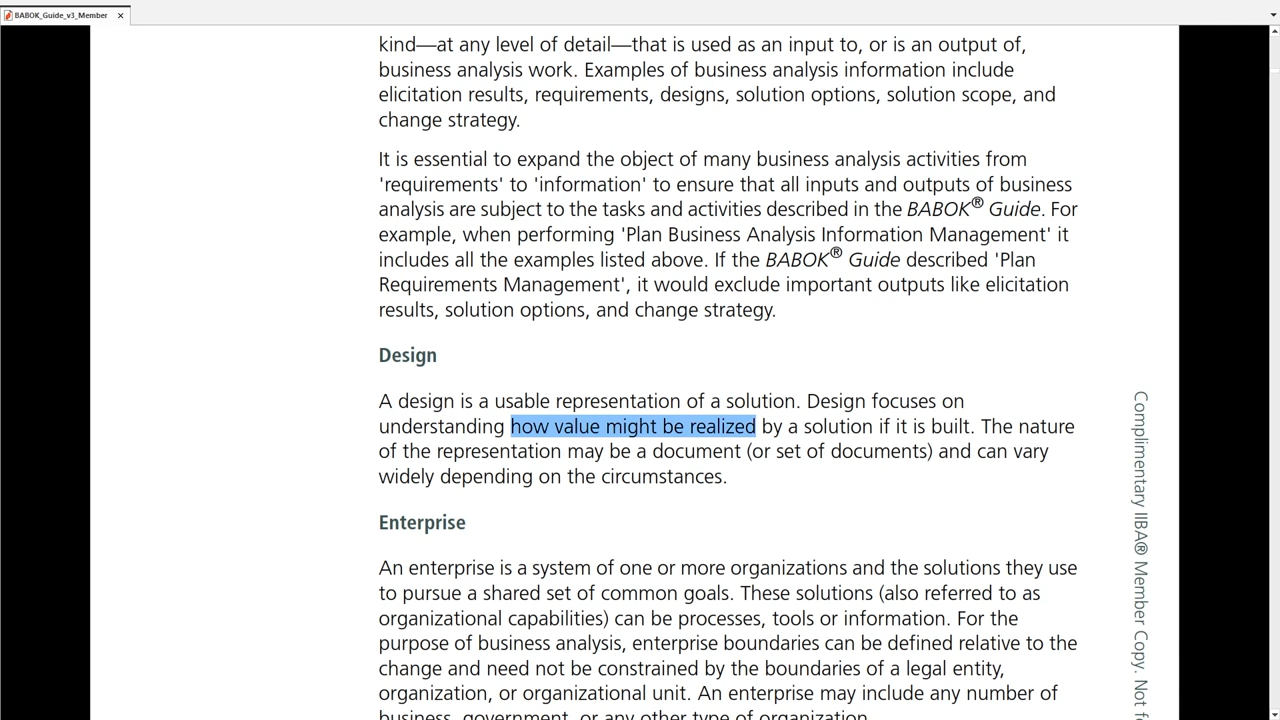 BABOK_Guide_v3_Member
kind—at any level of detail—that is used as an input to, or is an output of,
business analysis work. Examples of business analysis information include
elicitation results, requirements, designs, solution options, solution scope, and
change strategy.
It is essential to expand the object of many business analysis activities from
'requirements' to 'information' to ensure that all inputs and outputs of business
analysis are subject to the tasks and activities described in the BABOK® Guide. For
example, when performing 'Plan Business Analysis Information Management' it
includes all the examples listed above. If the BABOK® Guide described 'Plan
Requirements Management', it would exclude important outputs like elicitation
results, solution options, and change strategy.
Design
A design is a usable representation of a solution. Design focuses on
understanding how value might be realized by a solution if it is built. The nature
of the representation may be a document (or set of documents) and can vary
widely depending on the circumstances.
Enterprise
An enterprise is a system of one or more organizations and the solutions they use
to pursue a shared set of common goals. These solutions (also referred to as
organizational capabilities) can be processes, tools or information. For the
purpose of business analysis, enterprise boundaries can be defined relative to the
change and need not be constrained by the boundaries of a legal entity,
organization, or organizational unit. An enterprise may include any number of
business, government, or any other type of organization.
Complimentary IIBA® Member Copy. Not f